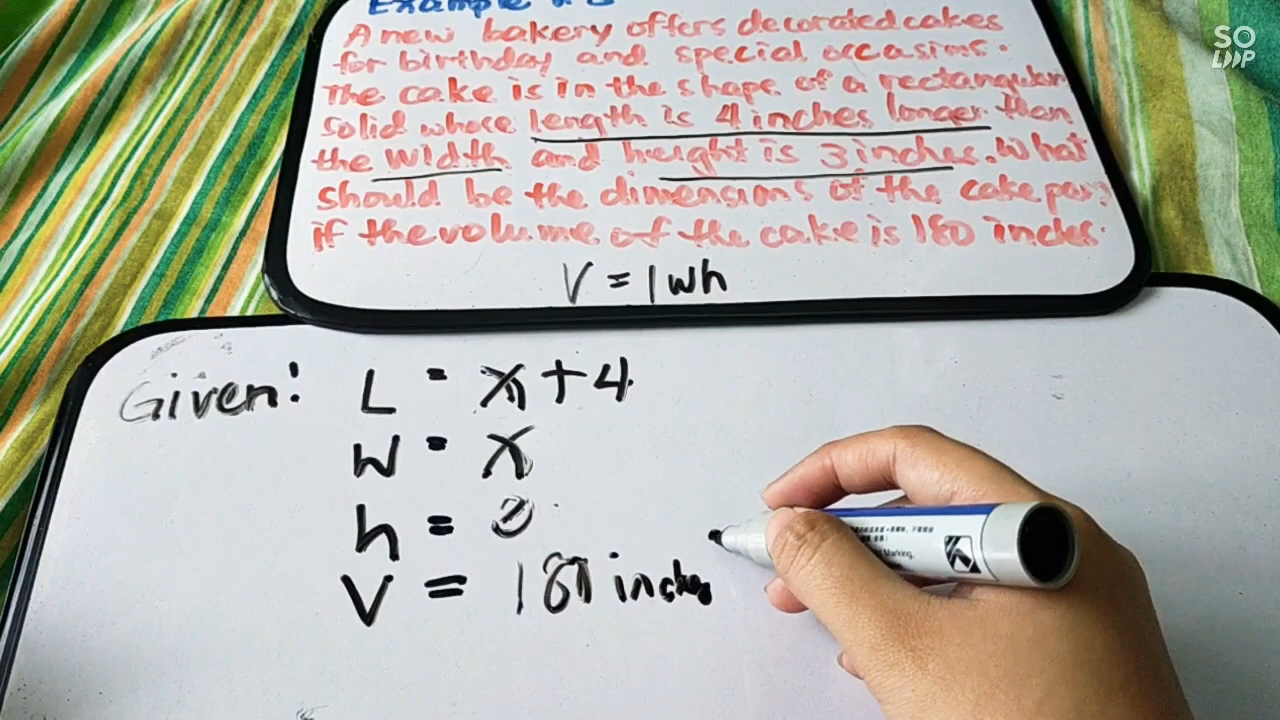 Example
A new bakery offers decorated cakes
for birthday and special occasions.
The cake is in the shape of a rectangular
solid whose length is 4 inches longer than
the width and height is 3 inches. What
should be the dimensions of the cake pan
if the volume of the cake is 180 inches.
V = lwh
Given: L = x+4
W = x
h =
V = 180 inches
Marking.
SO
LOOP